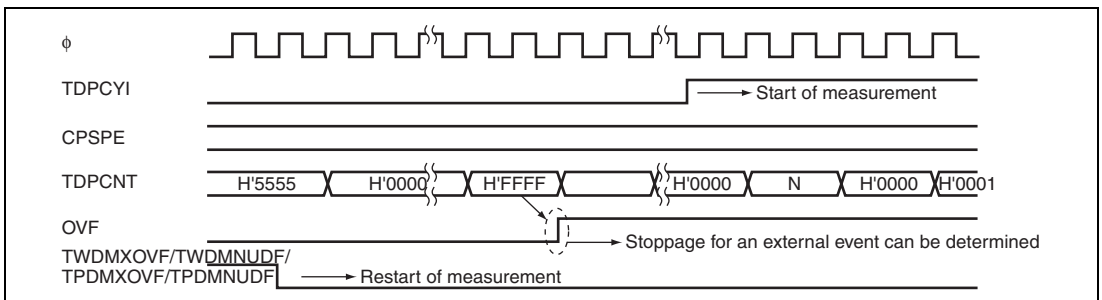 ϕ
TDPCYI
Start of measurement
CPSPE
TDPCNT H'5555 H'0000 H'FFFF H'0000 N H'0000 H'0001
OVF
Stoppage for an external event can be determined
TWDMXOVF/TWDMNUDF/
TPDMXOVF/TPDMNUDF Restart of measurement